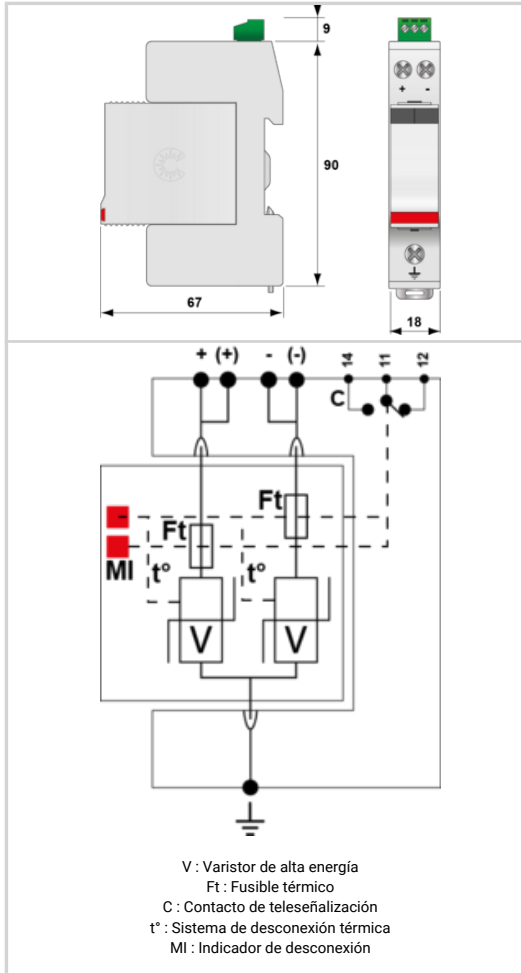 9
+ -
90
67
18
+ (+) - (-) 14 11 12
C
Ft
Ft
MI
t° t°
V V
V : Varistor de alta energía
Ft : Fusible térmico
C : Contacto de teleseñalización
t° : Sistema de desconexión térmica
MI : Indicador de desconexión